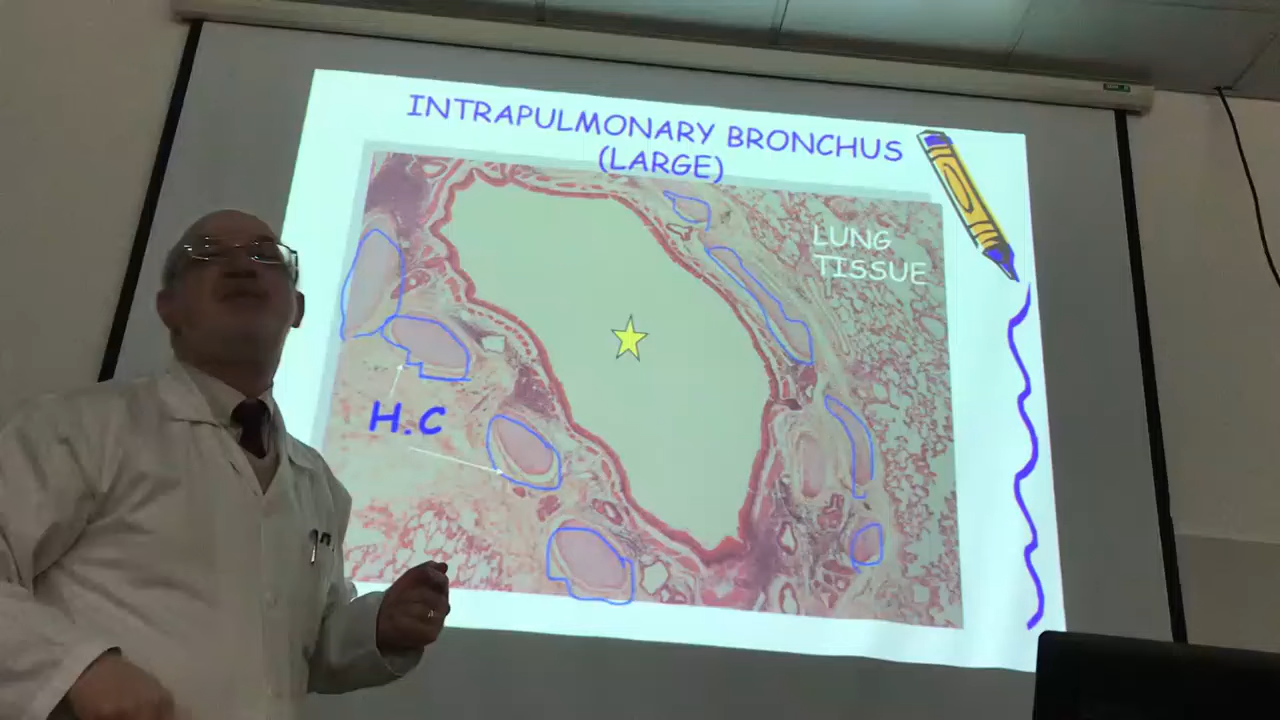 INTRAPULMONARY BRONCHUS
(LARGE)
LUNG
TISSUE
H.C